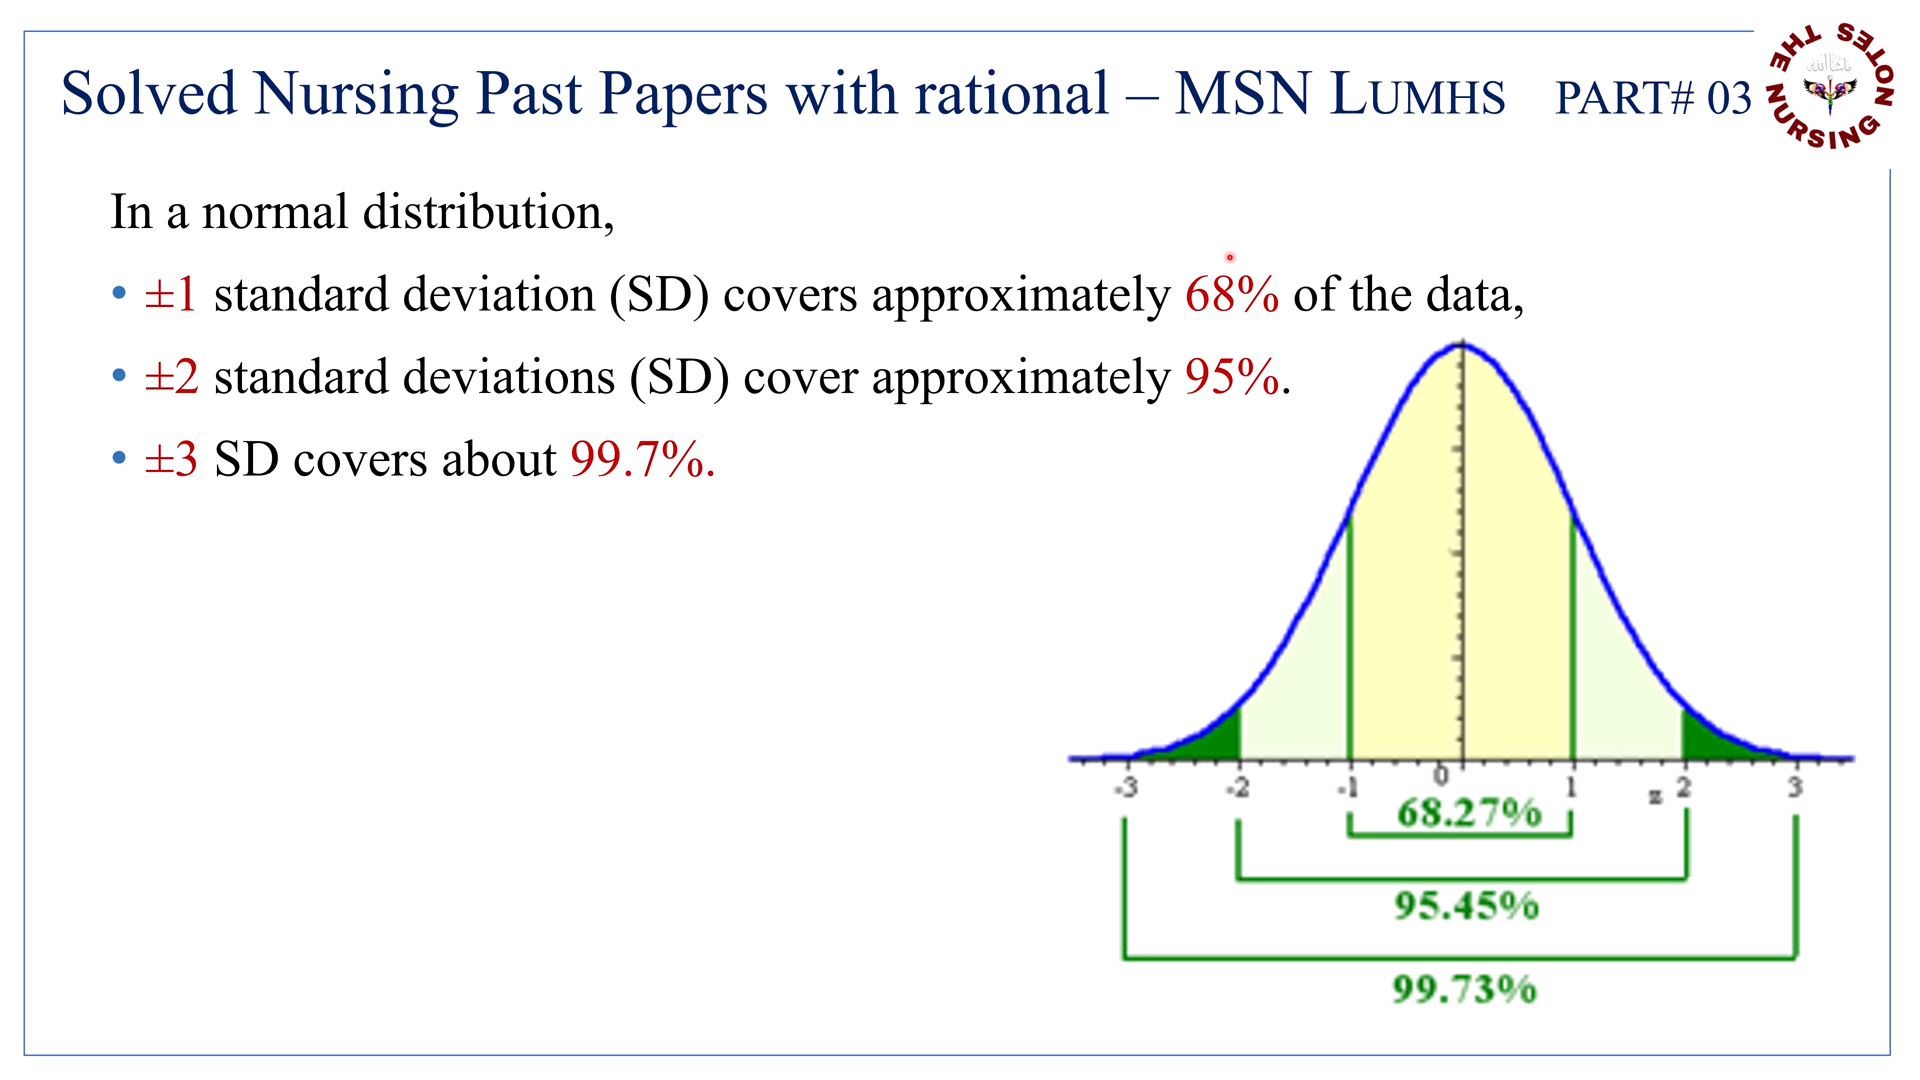 Solved Nursing Past Papers with rational – MSN LUMHS PART# 03
THE NURSING NOTES
ماشاءالله
In a normal distribution,
• ±1 standard deviation (SD) covers approximately 68% of the data,
• ±2 standard deviations (SD) cover approximately 95%.
• ±3 SD covers about 99.7%.
-3 -2 -1 0 1 z 2 3
68.27%
95.45%
99.73%